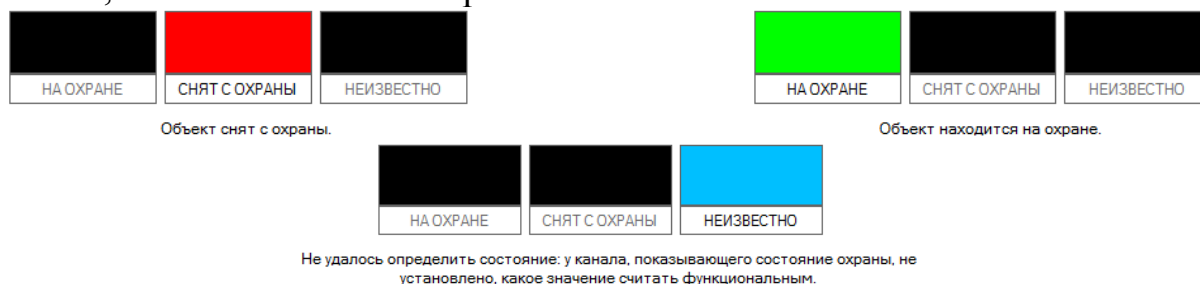 НА ОХРАНЕ СНЯТ С ОХРАНЫ НЕИЗВЕСТНО
Объект снят с охраны.
НА ОХРАНЕ СНЯТ С ОХРАНЫ НЕИЗВЕСТНО
Объект находится на охране.
НА ОХРАНЕ СНЯТ С ОХРАНЫ НЕИЗВЕСТНО
Не удалось определить состояние: у канала, показывающего состояние охраны, не
установлено, какое значение считать функциональным.